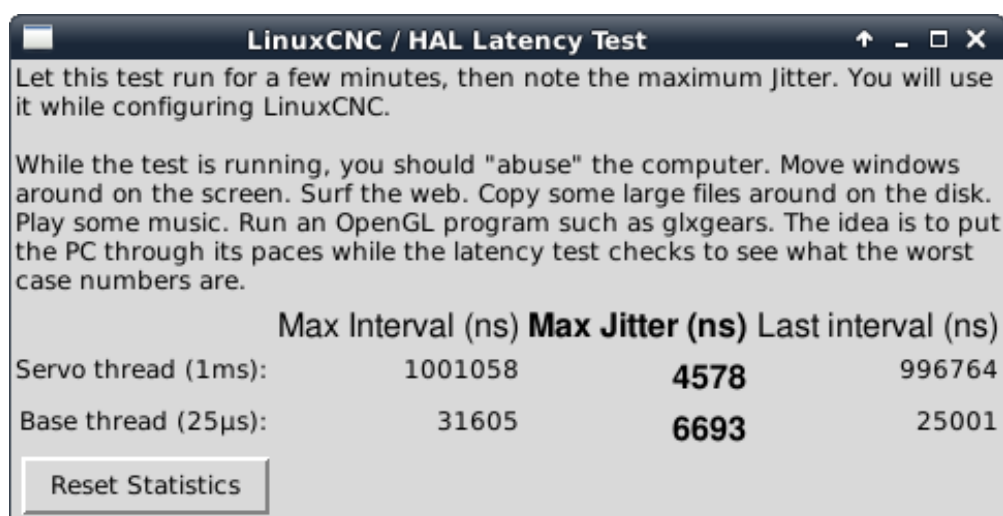 LinuxCNC / HAL Latency Test
Let this test run for a few minutes, then note the maximum Jitter. You will use
it while configuring LinuxCNC.
While the test is running, you should "abuse" the computer. Move windows
around on the screen. Surf the web. Copy some large files around on the disk.
Play some music. Run an OpenGL program such as glxgears. The idea is to put
the PC through its paces while the latency test checks to see what the worst
case numbers are.
Max Interval (ns) Max Jitter (ns) Last interval (ns)
Servo thread (1ms): 1001058 4578 996764
Base thread (25µs): 31605 6693 25001
Reset Statistics